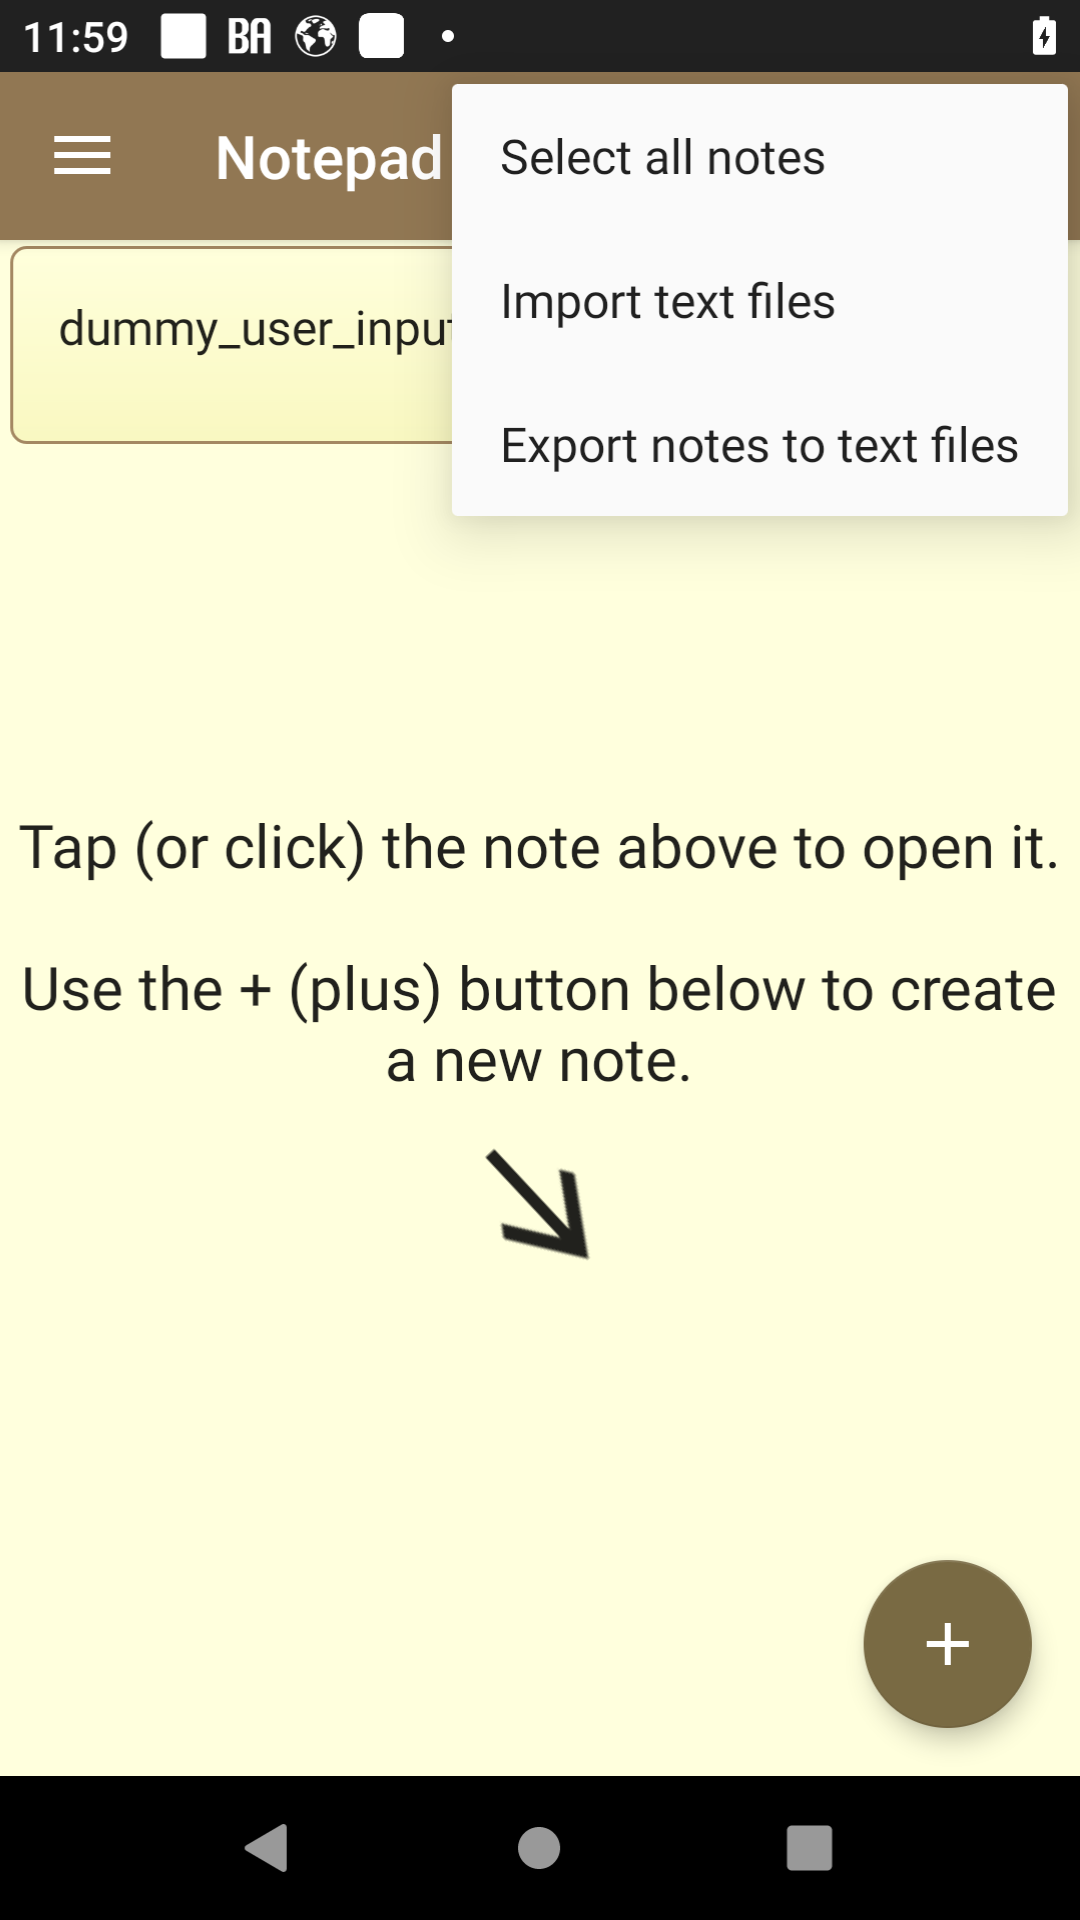 11:59 BA
Notepad
Select all notes
Import text files
Export notes to text files
dummy_user_input
Tap (or click) the note above to open it.
Use the + (plus) button below to create
a new note.